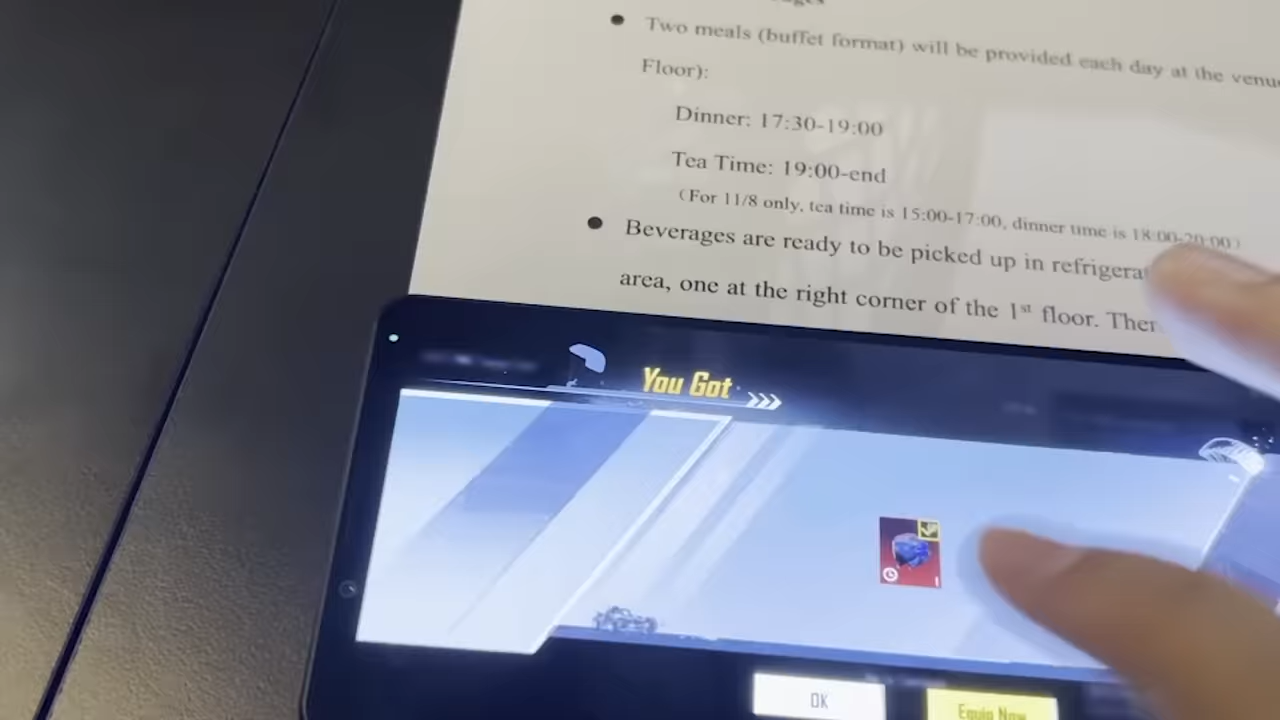 Two meals (buffet format) will be provided each day at the venue
Floor):
Dinner: 17:30-19:00
Tea Time: 19:00-end
(For 11/8 only, tea time is 15:00-17:00, dinner time is 18:00-20:00)
Beverages are ready to be picked up in
area, one at the right corner of the 1st floor.
You Got
OK
Equip Now